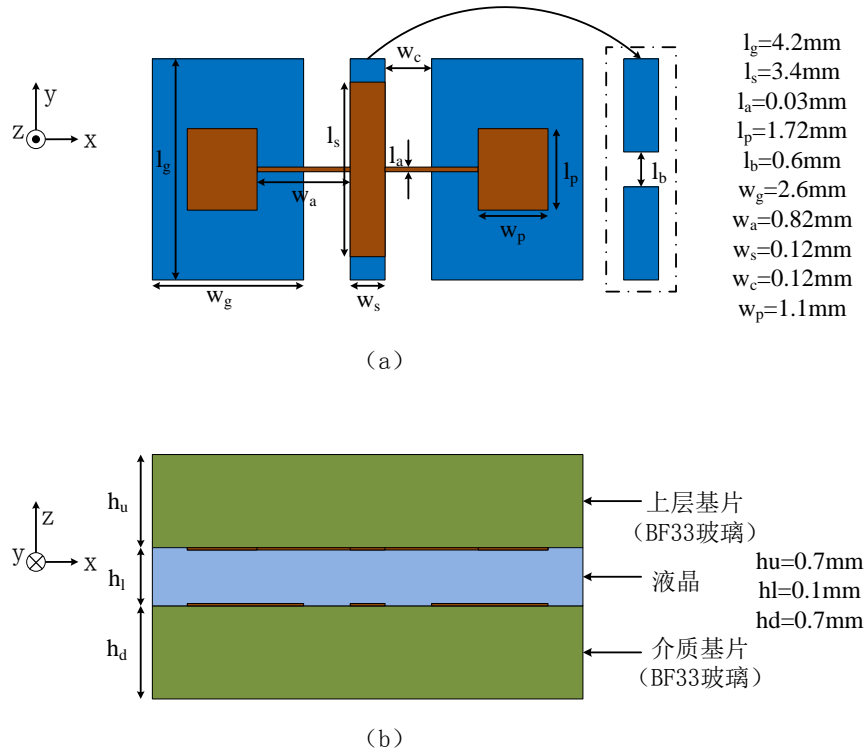 w_c
l_g=4.2mm
l_s=3.4mm
l_a=0.03mm
l_p=1.72mm
l_b=0.6mm
w_g=2.6mm
w_a=0.82mm
w_s=0.12mm
w_c=0.12mm
w_p=1.1mm
y
z
x
l_g
l_s
l_a
l_p
l_b
w_a
w_p
w_g
w_s
(a)
h_u
上层基片
(BF33玻璃)
z
y
x
h_l
液晶
hu=0.7mm
hl=0.1mm
hd=0.7mm
h_d
介质基片
(BF33玻璃)
(b)